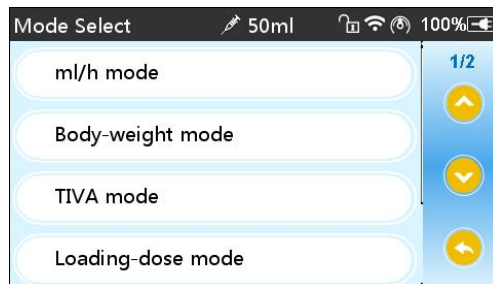 Mode Select 50ml 100%
1/2
ml/h mode
Body-weight mode
TIVA mode
Loading-dose mode